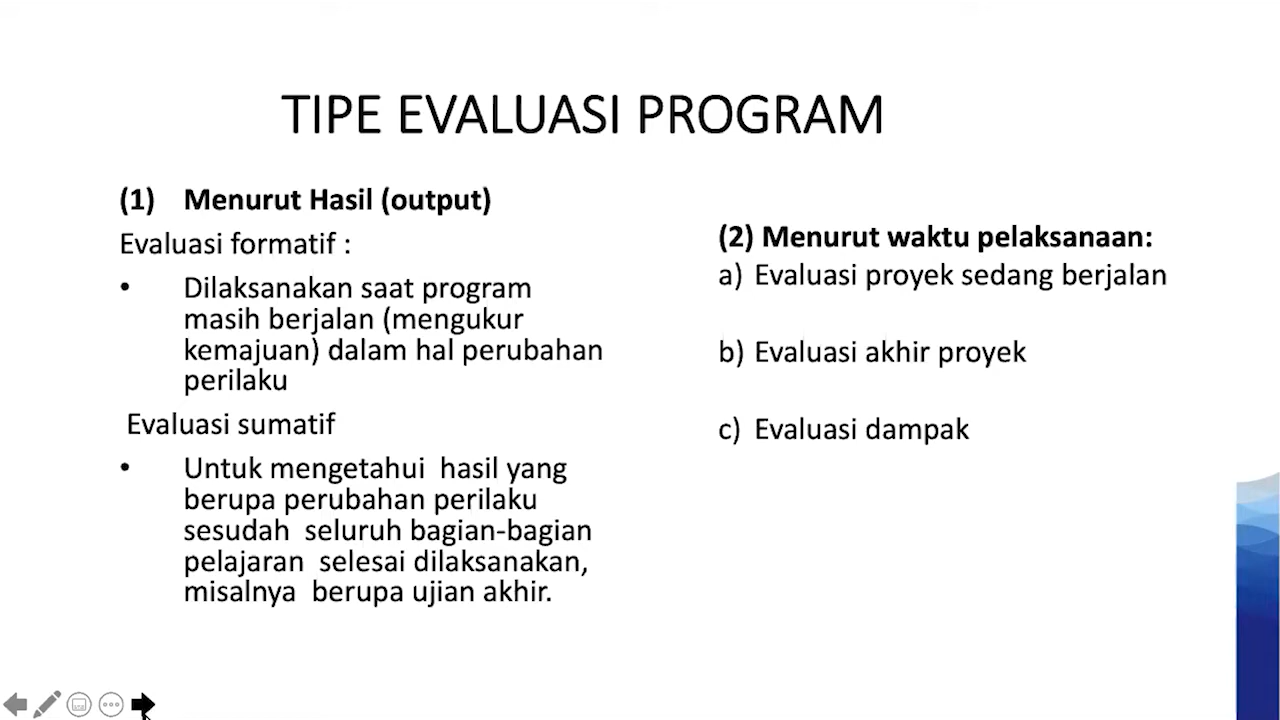 TIPE EVALUASI PROGRAM
(1) Menurut Hasil (output)
Evaluasi formatif :
• Dilaksanakan saat program
masih berjalan (mengukur
kemajuan) dalam hal perubahan
perilaku
Evaluasi sumatif
• Untuk mengetahui hasil yang
berupa perubahan perilaku
sesudah seluruh bagian-bagian
pelajaran selesai dilaksanakan,
misalnya berupa ujian akhir.
(2) Menurut waktu pelaksanaan:
a) Evaluasi proyek sedang berjalan
b) Evaluasi akhir proyek
c) Evaluasi dampak